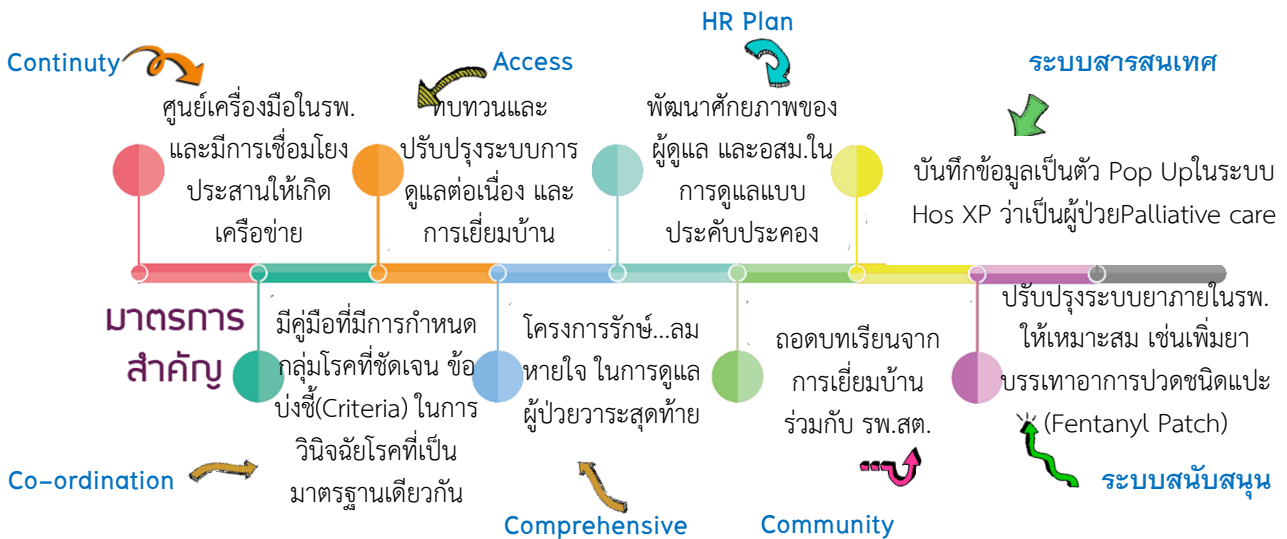 HR Plan
Continuty
Access
ระบบสารสนเทศ
ศูนย์เครื่องมือในรพ.
และมีการเชื่อมโยง
ประสานให้เกิด
เครือข่าย
ทบทวนและ
ปรับปรุงระบบการ
ดูแลต่อเนื่อง และ
การเยี่ยมบ้าน
พัฒนาศักยภาพของ
ผู้ดูแล และอสม.ใน
การดูแลแบบ
ประคับประคอง
บันทึกข้อมูลเป็นตัว Pop Upในระบบ
Hos XP ว่าเป็นผู้ป่วยPalliative care
มาตรการ
สำคัญ
มีคู่มือที่มีการกำหนด
กลุ่มโรคที่ชัดเจน ข้อ
บ่งชี้(Criteria) ในการ
วินิจฉัยโรคที่เป็น
มาตรฐานเดียวกัน
โครงการรักษ์...ลม
หายใจ ในการดูแล
ผู้ป่วยวาระสุดท้าย
ถอดบทเรียนจาก
การเยี่ยมบ้าน
ร่วมกับ รพ.สต.
ปรับปรุงระบบยาภายในรพ.
ให้เหมาะสม เช่นเพิ่มยา
บรรเทาอาการปวดชนิดแปะ
(Fentanyl Patch)
Co-ordination
Comprehensive
Community
ระบบสนับสนุน